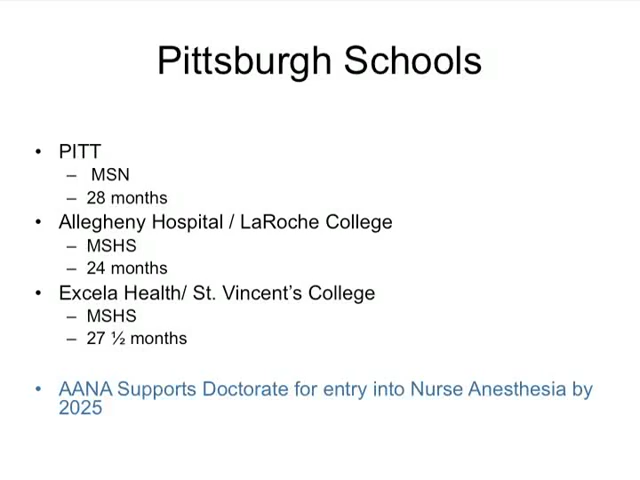 Pittsburgh Schools
• PITT
– MSN
– 28 months
• Allegheny Hospital / LaRoche College
– MSHS
– 24 months
• Excela Health/ St. Vincent’s College
– MSHS
– 27 ½ months
• AANA Supports Doctorate for entry into Nurse Anesthesia by
2025